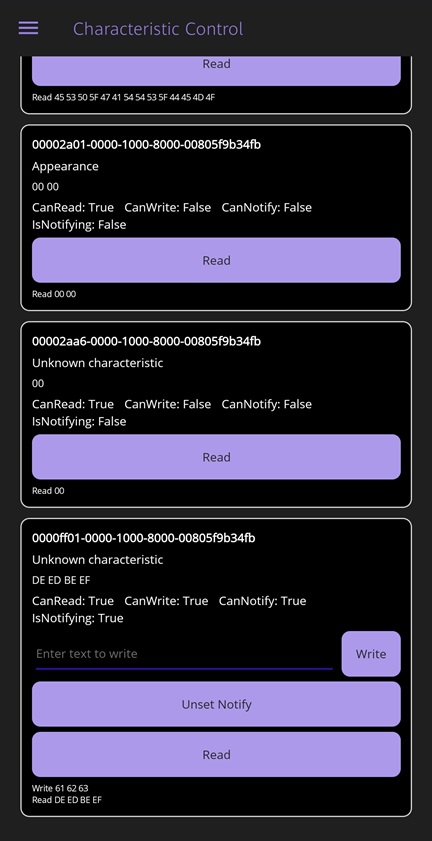 Characteristic Control
Read
Read 45 53 50 5F 47 41 54 54 53 5F 44 45 4D 4F
00002a01-0000-1000-8000-00805f9b34fb
Appearance
00 00
CanRead: True CanWrite: False CanNotify: False
IsNotifying: False
Read
Read 00 00
00002aa6-0000-1000-8000-00805f9b34fb
Unknown characteristic
00
CanRead: True CanWrite: False CanNotify: False
IsNotifying: False
Read
Read 00
0000ff01-0000-1000-8000-00805f9b34fb
Unknown characteristic
DE ED BE EF
CanRead: True CanWrite: True CanNotify: True
IsNotifying: True
Enter text to write
Write
Unset Notify
Read
Write 61 62 63
Read DE ED BE EF